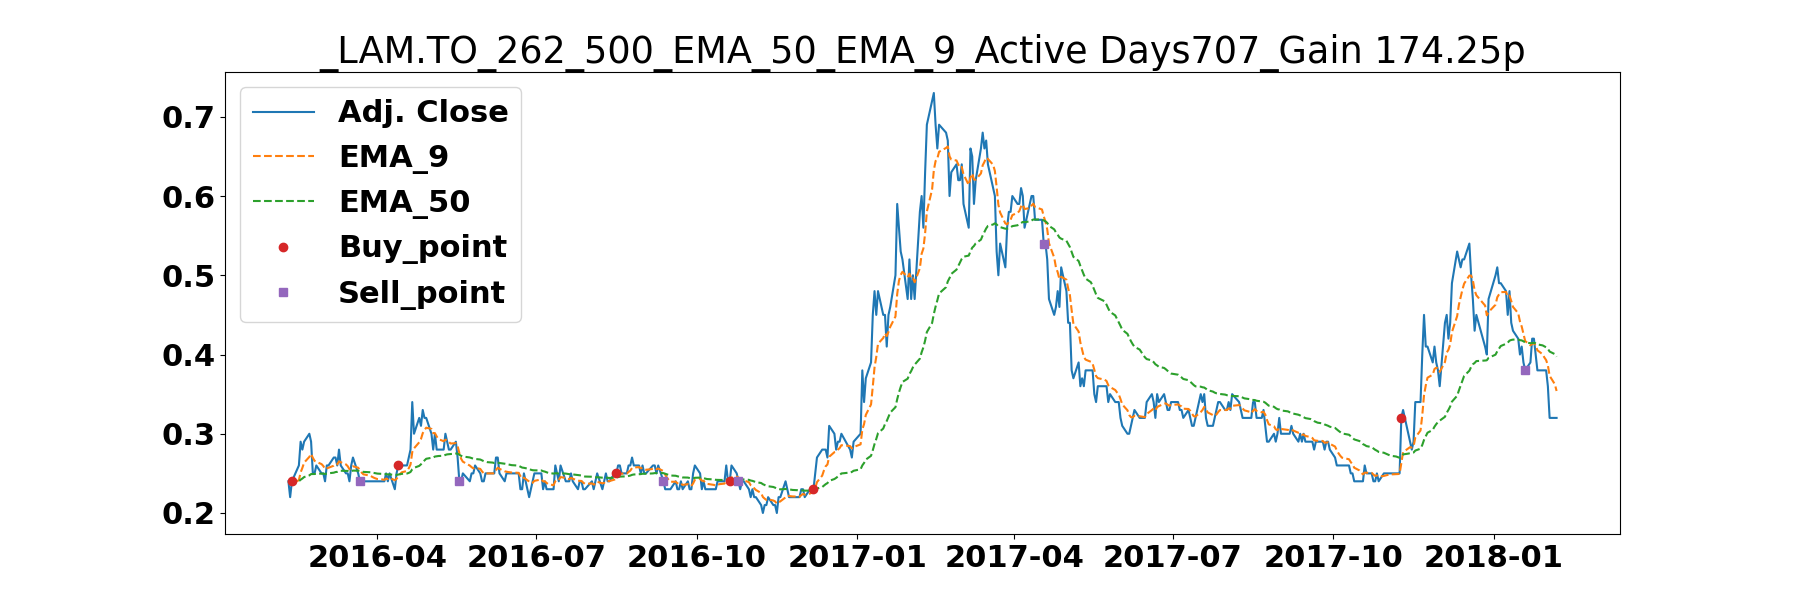 _LAM.TO_262_500_EMA_50_EMA_9_Active Days707_Gain 174.25p
Adj. Close
EMA_9
EMA_50
Buy_point
Sell_point
0.7
0.6
0.5
0.4
0.3
0.2
2016-04 2016-07 2016-10 2017-01 2017-04 2017-07 2017-10 2018-01